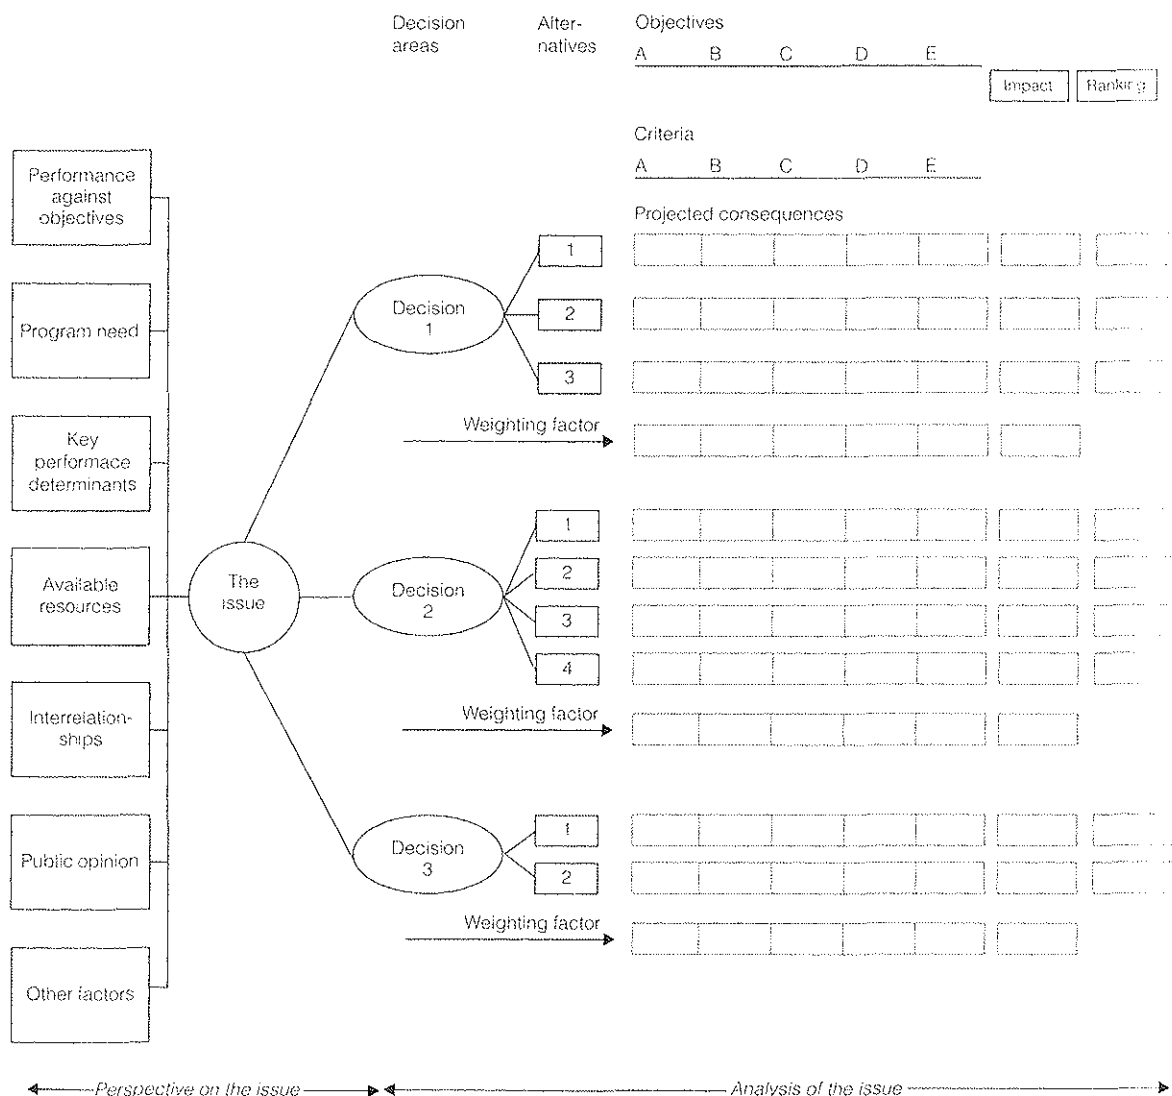 Decision
areas
Alter-
natives
Objectives
A B C D E
Impact
Ranking
Criteria
A B C D E
Projected consequences
Performance
against
objectives
Program need
Key
performace
determinants
Available
resources
Interrelation-
ships
Public opinion
Other factors
The
issue
Decision
1
1
2
3
Weighting factor
Decision
2
1
2
3
4
Weighting factor
Decision
3
1
2
Weighting factor
Perspective on the issue
Analysis of the issue